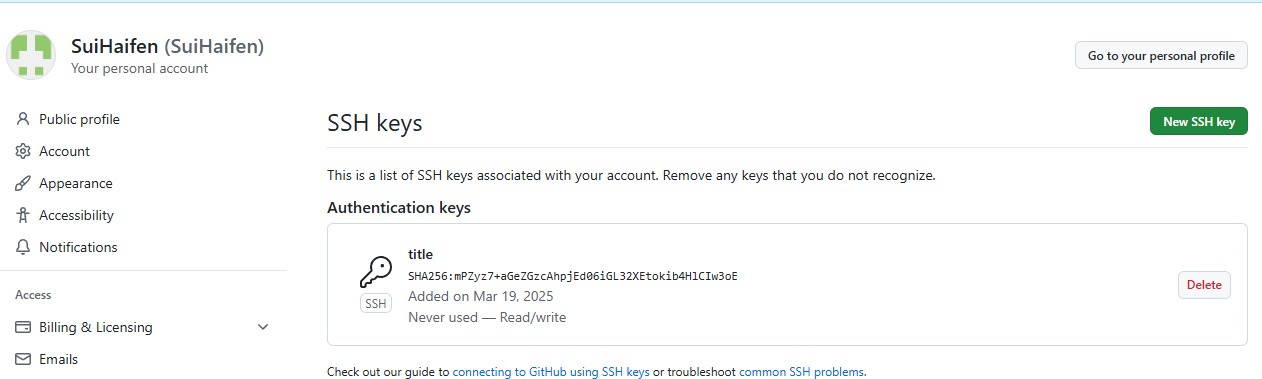 SuiHaifen (SuiHaifen)
Your personal account
Go to your personal profile
Public profile
Account
Appearance
Accessibility
Notifications
Access
Billing & Licensing
Emails
SSH keys
New SSH key
This is a list of SSH keys associated with your account. Remove any keys that you do not recognize.
Authentication keys
title
SHA256:mPZyz7+aGeZGzcAhpjEd06iGL32XEtokib4HlCIw3oE
Added on Mar 19, 2025
Never used — Read/write
SSH
Delete
Check out our guide to connecting to GitHub using SSH keys or troubleshoot common SSH problems.